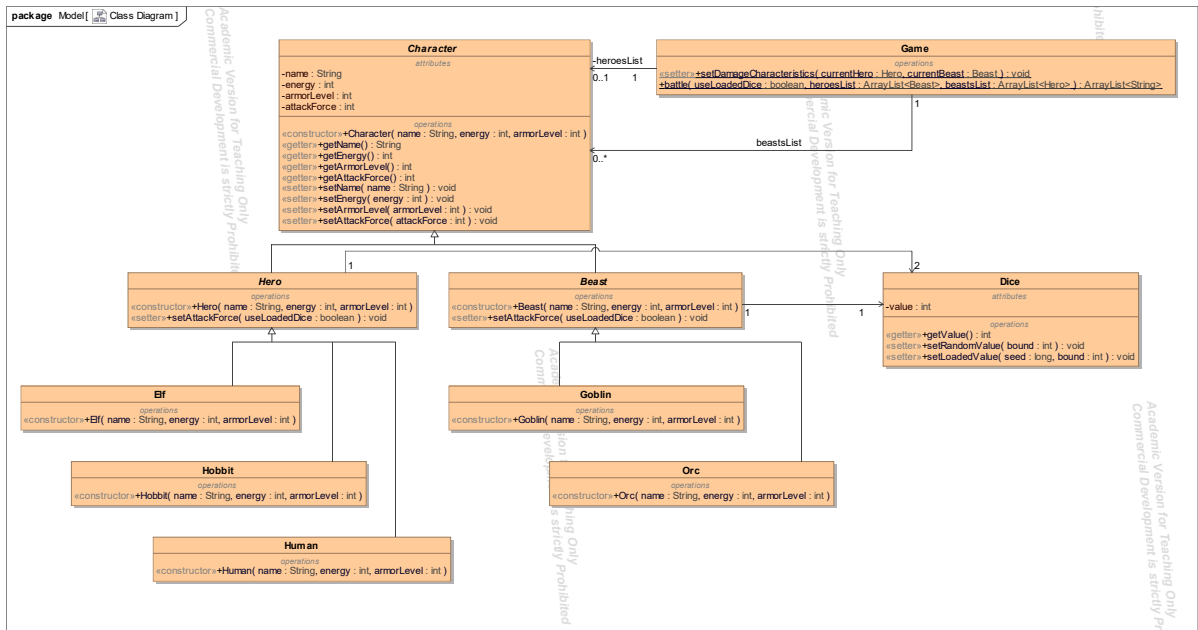 package Model [ Class Diagram ]
Character
attributes
-name : String
-energy : int
-armorLevel : int
-attackForce : int
operations
«constructor»+Character( name : String, energy : int, armorLevel : int )
«getter»+getName() : String
«getter»+getEnergy() : int
«getter»+getArmorLevel() : int
«getter»+getAttackForce() : int
«setter»+setName( name : String ) : void
«setter»+setEnergy( energy : int ) : void
«setter»+setArmorLevel( armorLevel : int ) : void
«setter»+setAttackForce( attackForce : int ) : void
Game
operations
«setter»+setDamageCharacteristics( currentHero : Hero, currentBeast : Beast ) : void
+battle( useLoadedDice : boolean, heroesList : ArrayList<Beast>, beastsList : ArrayList<Hero> ) : ArrayList<String>
-heroesList
0..1
1
1
beastsList
0..*
1
2
Hero
operations
«constructor»+Hero( name : String, energy : int, armorLevel : int )
«setter»+setAttackForce( useLoadedDice : boolean ) : void
Beast
operations
«constructor»+Beast( name : String, energy : int, armorLevel : int )
«setter»+setAttackForce( useLoadedDice : boolean ) : void
1
1
Dice
attributes
-value : int
operations
«getter»+getValue() : int
«setter»+setRandomValue( bound : int ) : void
«setter»+setLoadedValue( seed : long, bound : int ) : void
Elf
operations
«constructor»+Elf( name : String, energy : int, armorLevel : int )
Goblin
operations
«constructor»+Goblin( name : String, energy : int, armorLevel : int )
Hobbit
operations
«constructor»+Hobbit( name : String, energy : int, armorLevel : int )
Orc
operations
«constructor»+Orc( name : String, energy : int, armorLevel : int )
Human
operations
«constructor»+Human( name : String, energy : int, armorLevel : int )
Academic Version for Teaching Only
Commercial Development is strictly Prohibited